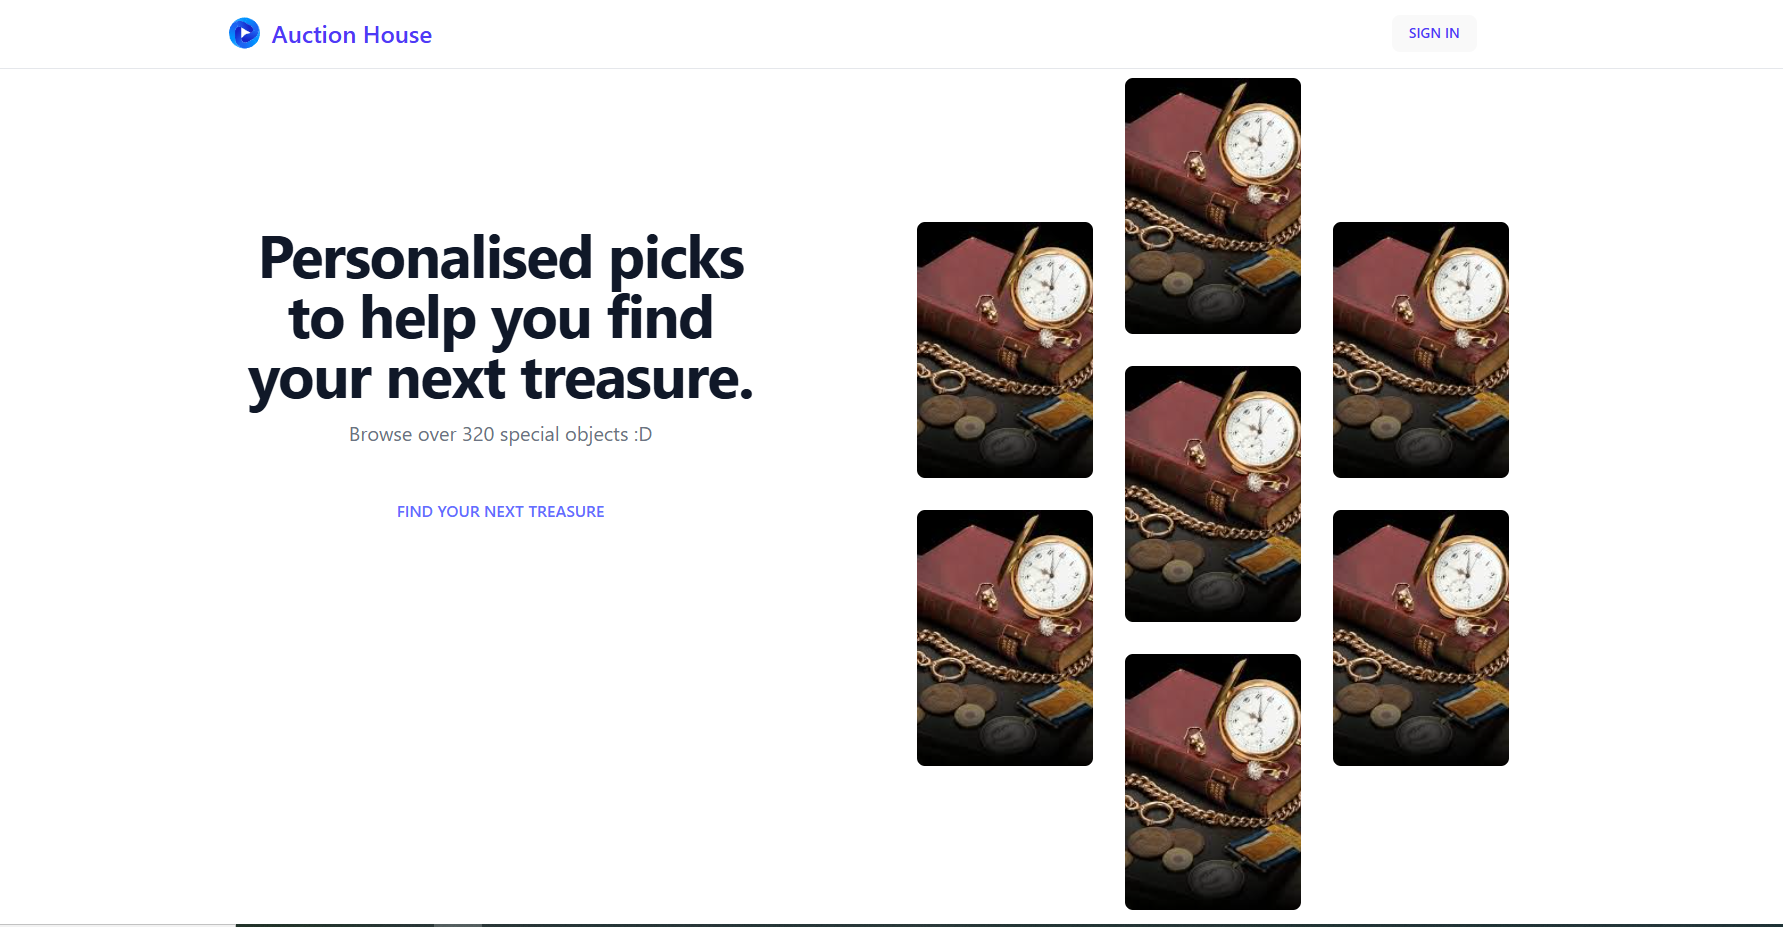 Auction House
SIGN IN
Personalised picks
to help you find
your next treasure.
Browse over 320 special objects :D
FIND YOUR NEXT TREASURE